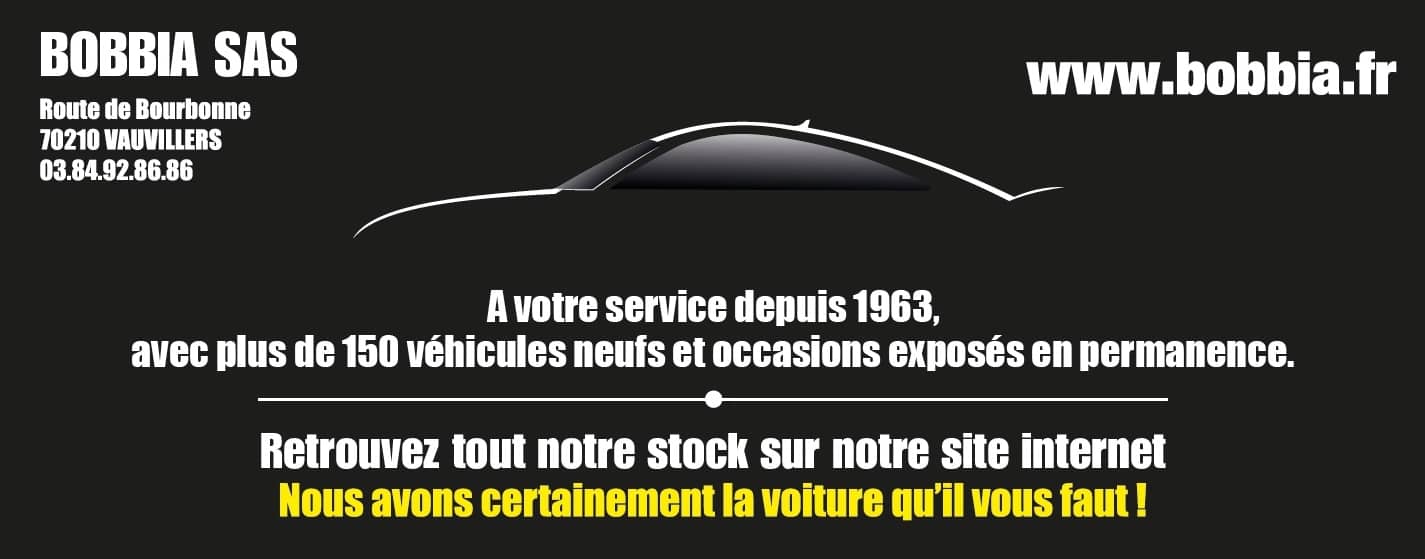 BOBBIA SAS
Route de Bourbonne
70210 VAUVILLERS
03.84.92.86.86
www.bobbia.fr
A votre service depuis 1963,
avec plus de 150 véhicules neufs et occasions exposés en permanence.
Retrouvez tout notre stock sur notre site internet
Nous avons certainement la voiture qu'il vous faut !